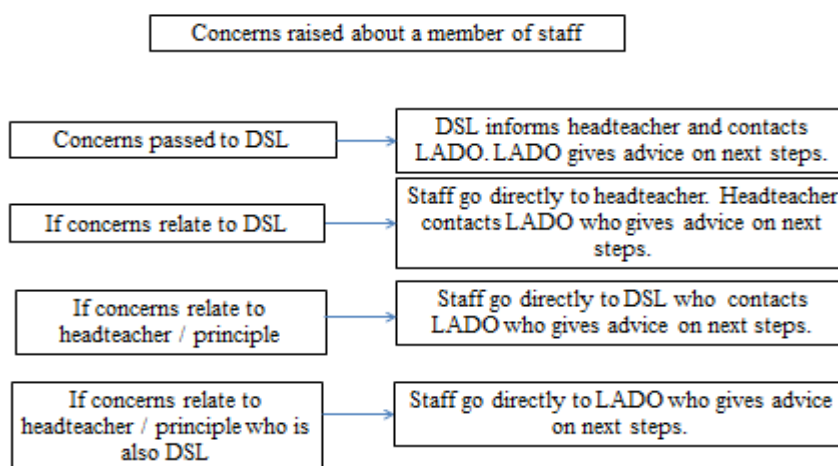 Concerns raised about a member of staff
Concerns passed to DSL
DSL informs headteacher and contacts
LADO. LADO gives advice on next steps.
If concerns relate to DSL
Staff go directly to headteacher. Headteacher
contacts LADO who gives advice on next
steps.
If concerns relate to
headteacher / principle
Staff go directly to DSL who contacts
LADO who gives advice on next steps.
If concerns relate to
headteacher / principle who is
also DSL
Staff go directly to LADO who gives advice
on next steps.